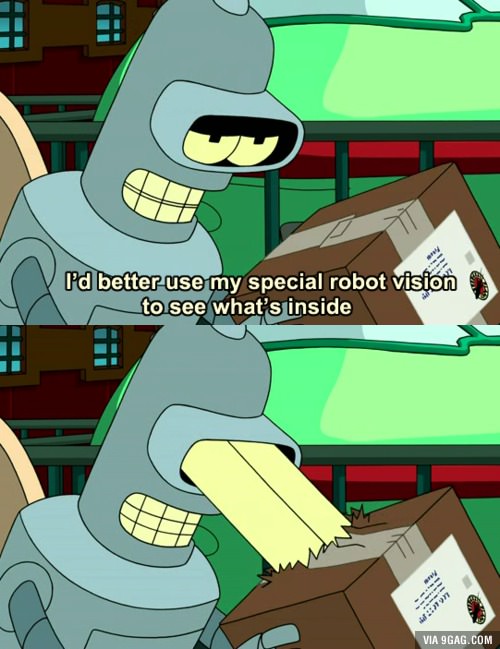 I'd better use my special robot vision
to see what's inside
VIA 9GAG.COM